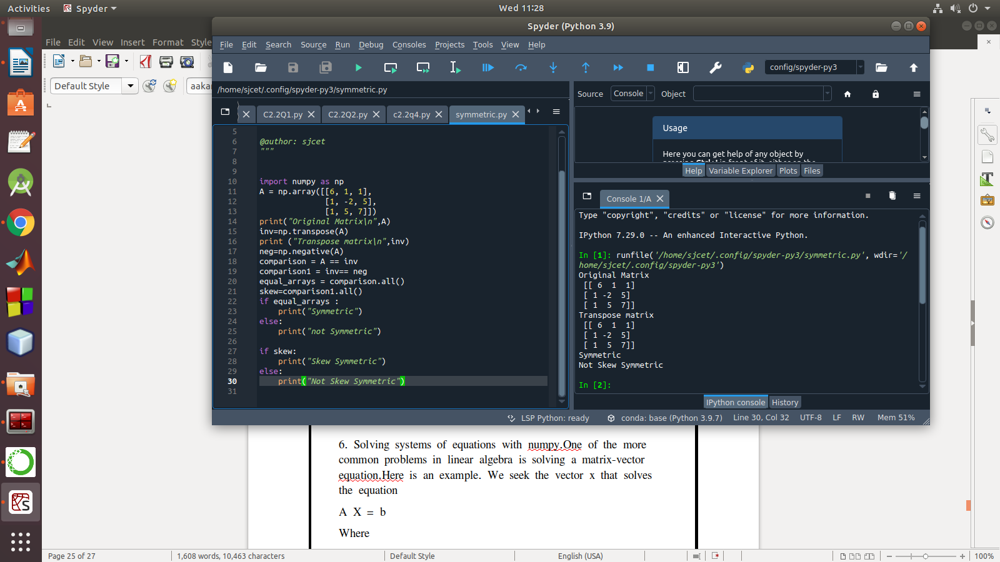 Activities Spyder Wed 11:28
Spyder (Python 3.9)
File Edit View Insert Format Style
File Edit Search Source Run Debug Consoles Projects Tools View Help
config/spyder-py3
Default Style
/home/sjcet/.config/spyder-py3/symmetric.py
C2.2Q1.py C2.2Q2.py c2.2q4.py symmetric.py
5
6 @author: sjcet
7 """
8
9
10 import numpy as np
11 A = np.array([[6, 1, 1],
12 [1, -2, 5],
13 [1, 5, 7]])
14 print("Original Matrix\n",A)
15 inv=np.transpose(A)
16 print ("Transpose matrix\n",inv)
17 neg=np.negative(A)
18 comparison = A == inv
19 comparison1 = inv== neg
20 equal_arrays = comparison.all()
21 skew=comparison1.all()
22 if equal_arrays :
23 print("Symmetric")
24 else:
25 print("not Symmetric")
26
27 if skew:
28 print("Skew Symmetric")
29 else:
30 print("Not Skew Symmetric")
31
Source Console Object
Usage
Here you can get help of any object by
Help Variable Explorer Plots Files
Console 1/A
Type "copyright", "credits" or "license" for more information.
IPython 7.29.0 -- An enhanced Interactive Python.
In [1]: runfile('/home/sjcet/.config/spyder-py3/symmetric.py', wdir='/
home/sjcet/.config/spyder-py3')
Original Matrix
[[ 6 1 1]
[ 1 -2 5]
[ 1 5 7]]
Transpose matrix
[[ 6 1 1]
[ 1 -2 5]
[ 1 5 7]]
Symmetric
Not Skew Symmetric
In [2]:
IPython console History
LSP Python: ready conda: base (Python 3.9.7) Line 30, Col 32 UTF-8 LF RW Mem 51%
6. Solving systems of equations with numpy.One of the more
common problems in linear algebra is solving a matrix-vector
equation.Here is an example. We seek the vector x that solves
the equation
A X = b
Where
Page 25 of 27 1,608 words, 10,463 characters Default Style English (USA) 100%